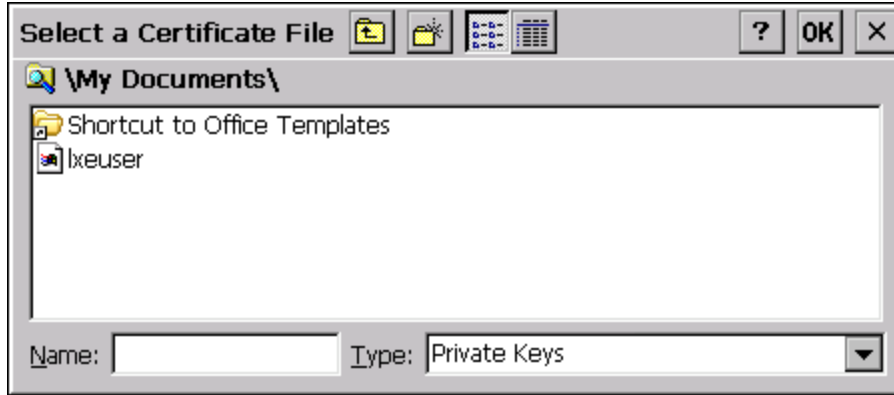 Select a Certificate File ? OK ×
\My Documents\
Shortcut to Office Templates
lxeuser
Name: Type: Private Keys